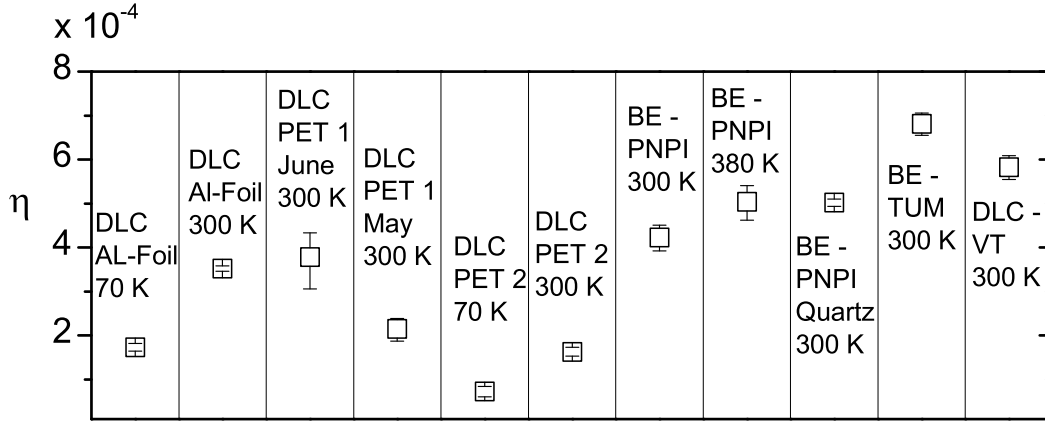 x 10⁻⁴
8
6
4
2
η
DLC
AL-Foil
70 K
DLC
Al-Foil
300 K
DLC
PET 1
June
300 K
DLC
PET 1
May
300 K
DLC
PET 2
70 K
DLC
PET 2
300 K
BE -
PNPI
300 K
BE -
PNPI
380 K
BE -
PNPI
Quartz
300 K
BE -
TUM
300 K
DLC -
VT
300 K